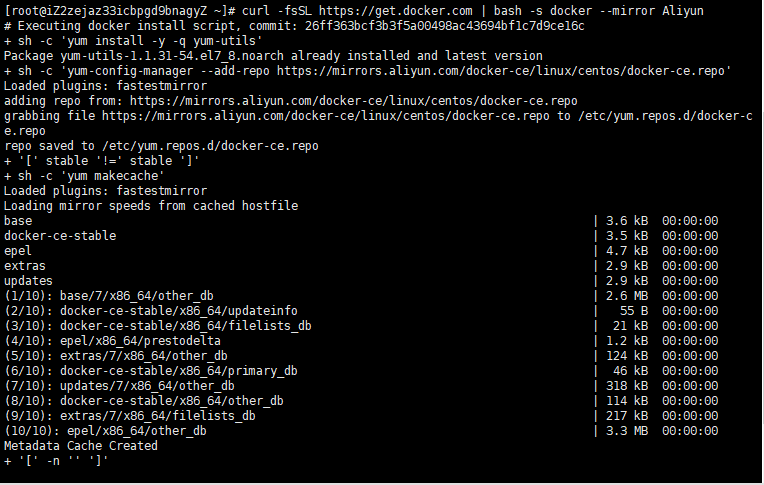 [root@iZ2zejaz33icbpgd9bnagyZ ~]# curl -fsSL https://get.docker.com | bash -s docker --mirror Aliyun
# Executing docker install script, commit: 26ff363bcf3b3f5a00498ac43694bf1c7d9ce16c
+ sh -c 'yum install -y -q yum-utils'
Package yum-utils-1.1.31-54.el7_8.noarch already installed and latest version
+ sh -c 'yum-config-manager --add-repo https://mirrors.aliyun.com/docker-ce/linux/centos/docker-ce.repo'
Loaded plugins: fastestmirror
adding repo from: https://mirrors.aliyun.com/docker-ce/linux/centos/docker-ce.repo
grabbing file https://mirrors.aliyun.com/docker-ce/linux/centos/docker-ce.repo to /etc/yum.repos.d/docker-c
e.repo
repo saved to /etc/yum.repos.d/docker-ce.repo
+ '[' stable '!=' stable ']'
+ sh -c 'yum makecache'
Loaded plugins: fastestmirror
Loading mirror speeds from cached hostfile
base | 3.6 kB 00:00:00
docker-ce-stable | 3.5 kB 00:00:00
epel | 4.7 kB 00:00:00
extras | 2.9 kB 00:00:00
updates | 2.9 kB 00:00:00
(1/10): base/7/x86_64/other_db | 2.6 MB 00:00:00
(2/10): docker-ce-stable/x86_64/updateinfo | 55 B 00:00:00
(3/10): docker-ce-stable/x86_64/filelists_db | 21 kB 00:00:00
(4/10): epel/x86_64/prestodelta | 1.2 kB 00:00:00
(5/10): extras/7/x86_64/other_db | 124 kB 00:00:00
(6/10): docker-ce-stable/x86_64/primary_db | 46 kB 00:00:00
(7/10): updates/7/x86_64/other_db | 318 kB 00:00:00
(8/10): docker-ce-stable/x86_64/other_db | 114 kB 00:00:00
(9/10): extras/7/x86_64/filelists_db | 217 kB 00:00:00
(10/10): epel/x86_64/other_db | 3.3 MB 00:00:00
Metadata Cache Created
+ '[' -n '' ']'